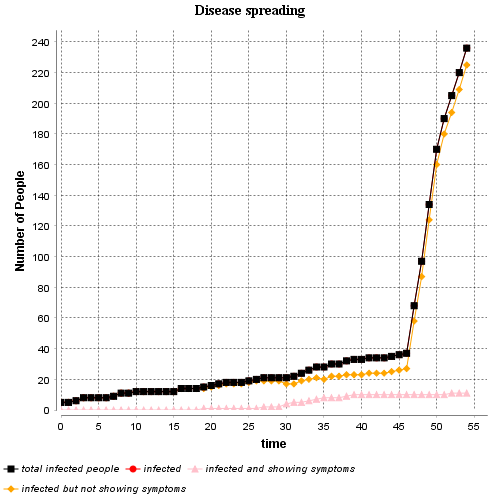 Disease spreading
Number of People
240
220
200
180
160
140
120
100
80
60
40
20
0
0 5 10 15 20 25 30 35 40 45 50 55
time
total infected people infected infected and showing symptoms
infected but not showing symptoms